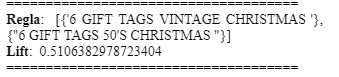 =====================================
Regla: [{'6 GIFT TAGS VINTAGE CHRISTMAS '},
{"6 GIFT TAGS 50'S CHRISTMAS "}]
Lift: 0.5106382978723404
=====================================